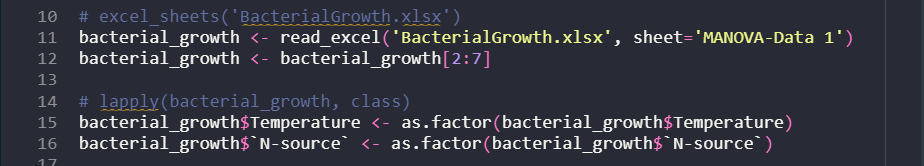 10 # excel_sheets('BacterialGrowth.xlsx')
11 bacterial_growth <- read_excel('BacterialGrowth.xlsx', sheet='MANOVA-Data 1')
12 bacterial_growth <- bacterial_growth[2:7]
13
14 # lapply(bacterial_growth, class)
15 bacterial_growth$Temperature <- as.factor(bacterial_growth$Temperature)
16 bacterial_growth$`N-source` <- as.factor(bacterial_growth$`N-source`)
17